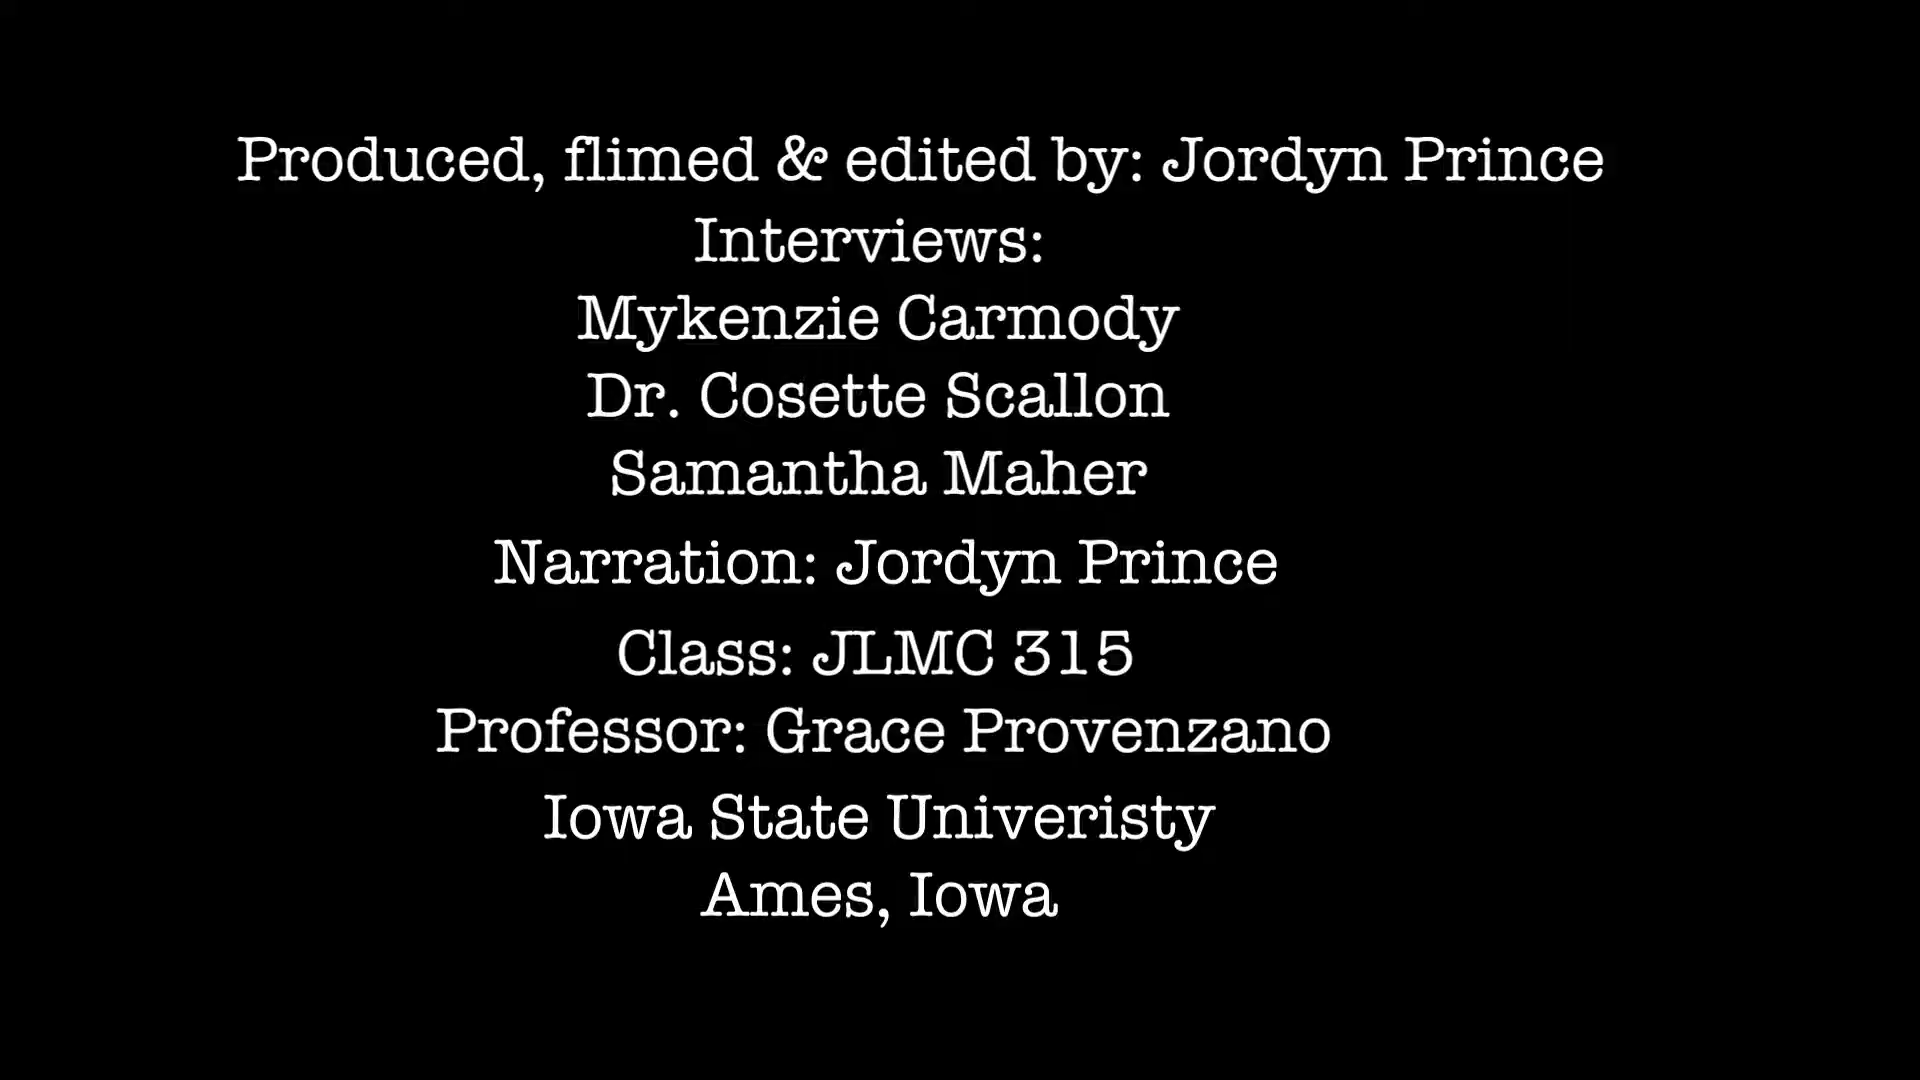 Produced, flimed & edited by: Jordyn Prince
Interviews:
Mykenzie Carmody
Dr. Cosette Scallon
Samantha Maher
Narration: Jordyn Prince
Class: JLMC 315
Professor: Grace Provenzano
Iowa State Univeristy
Ames, Iowa